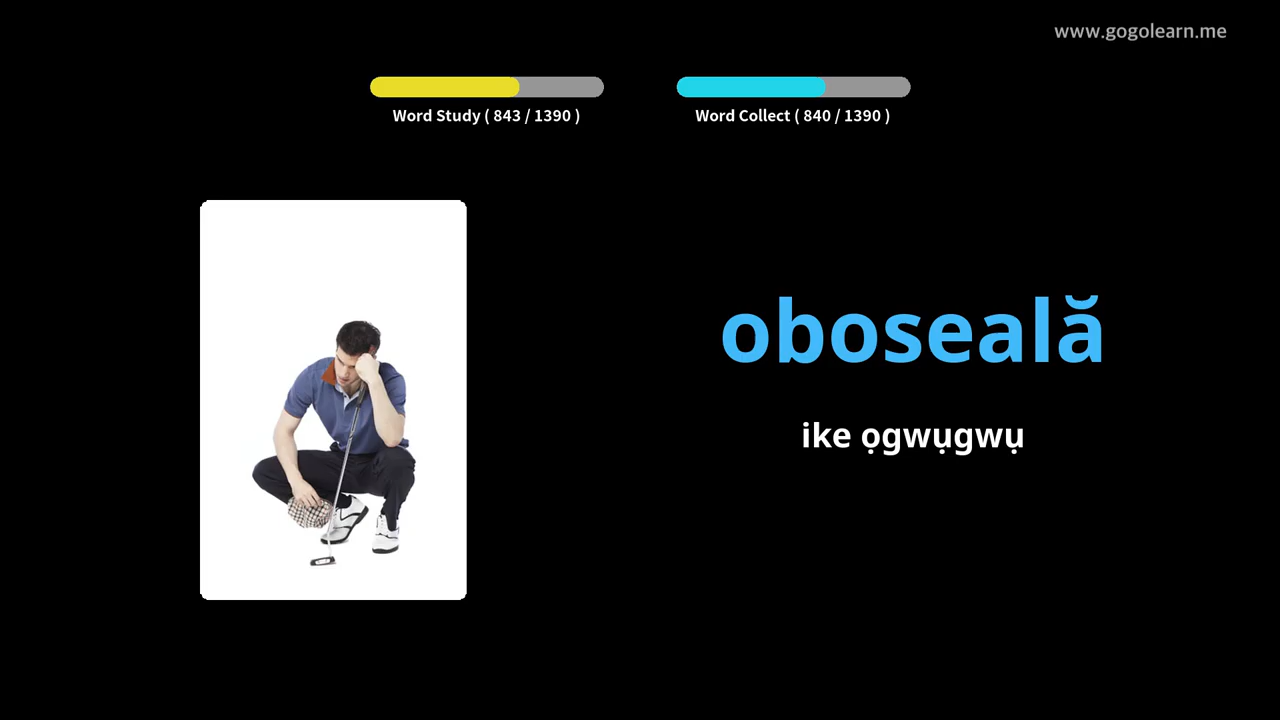 www.gogolearn.me
Word Study ( 843 / 1390 )
Word Collect ( 840 / 1390 )
oboseală
ike ọgwụgwụ